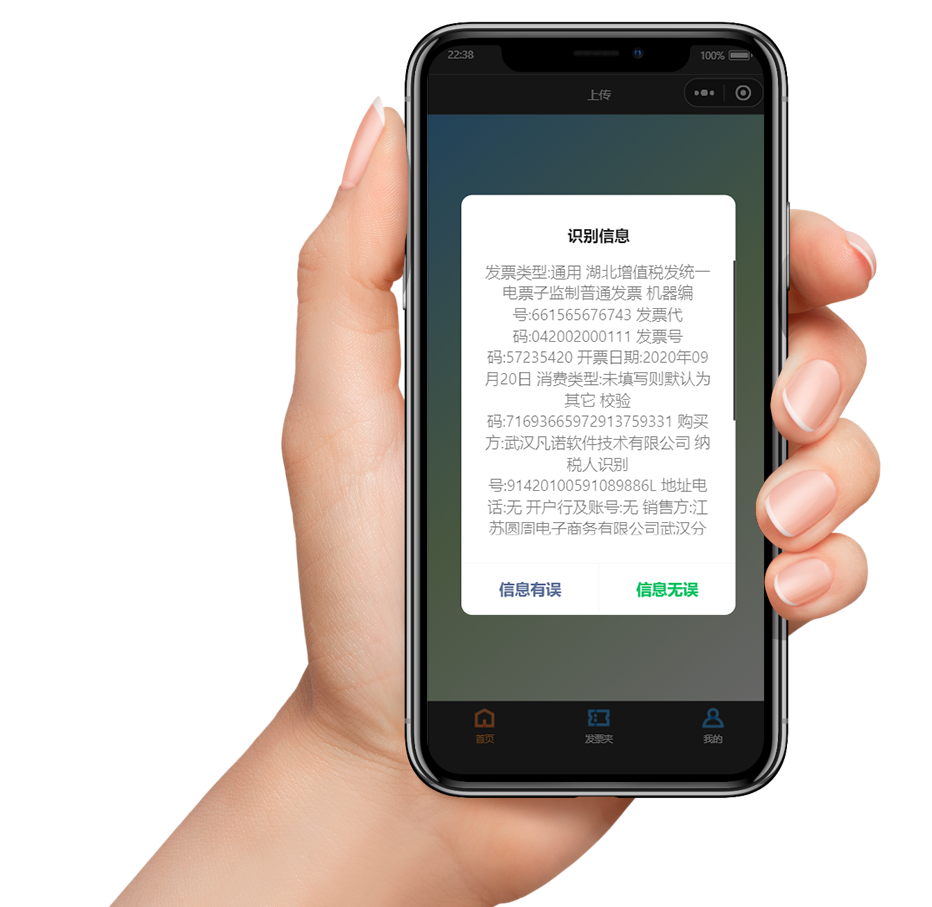 22:38
100%
上传
识别信息
发票类型:通用 湖北增值税发统一
电票子监制普通发票 机器编
号:661565676743 发票代
码:042002000111 发票号
码:57235420 开票日期:2020年09
月20日 消费类型:未填写则默认为
其它 校验
码:71693665972913759331 购买
方:武汉凡诺软件技术有限公司 纳
税人识别
号:91420100591089886L 地址电
话:无 开户行及账号:无 销售方:江
苏圆周电子商务有限公司武汉分
信息有误
信息无误
首页
发票夹
我的